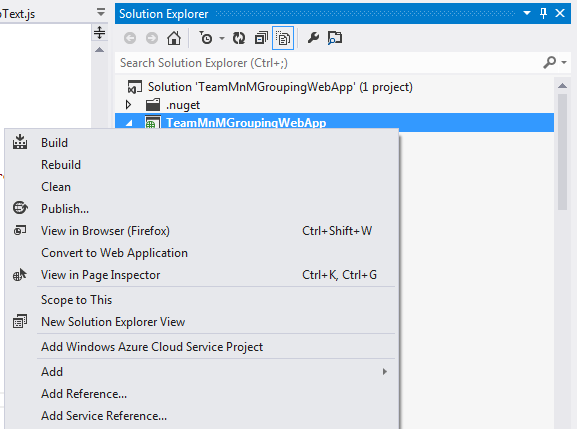 Text.js
Solution Explorer
Search Solution Explorer (Ctrl+;)
Solution 'TeamMnMGroupingWebApp' (1 project)
.nuget
TeamMnMGroupingWebApp
Build
Rebuild
Clean
Publish...
View in Browser (Firefox) Ctrl+Shift+W
Convert to Web Application
View in Page Inspector Ctrl+K, Ctrl+G
Scope to This
New Solution Explorer View
Add Windows Azure Cloud Service Project
Add
Add Reference...
Add Service Reference...